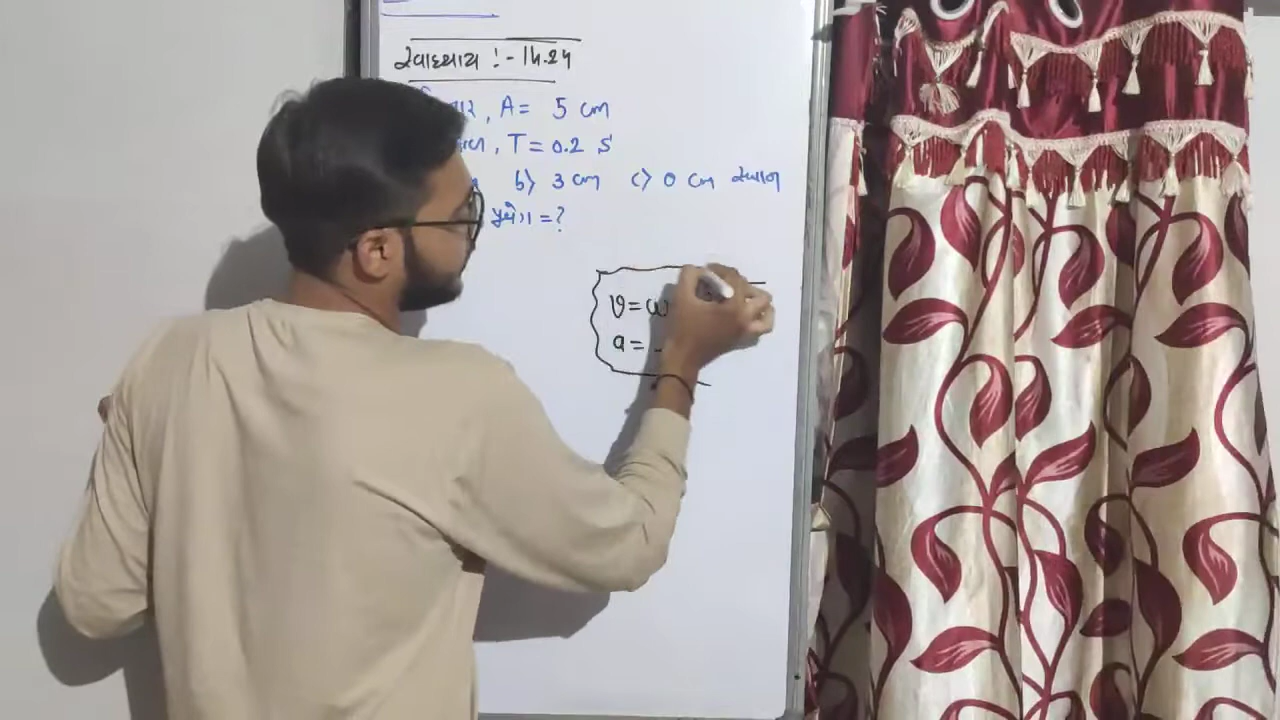 સ્વાધ્યાય :- 14.24
, A = 5 cm
, T = 0.2 s
b) 3 cm c) 0 cm
= ?
v = ω
a = -